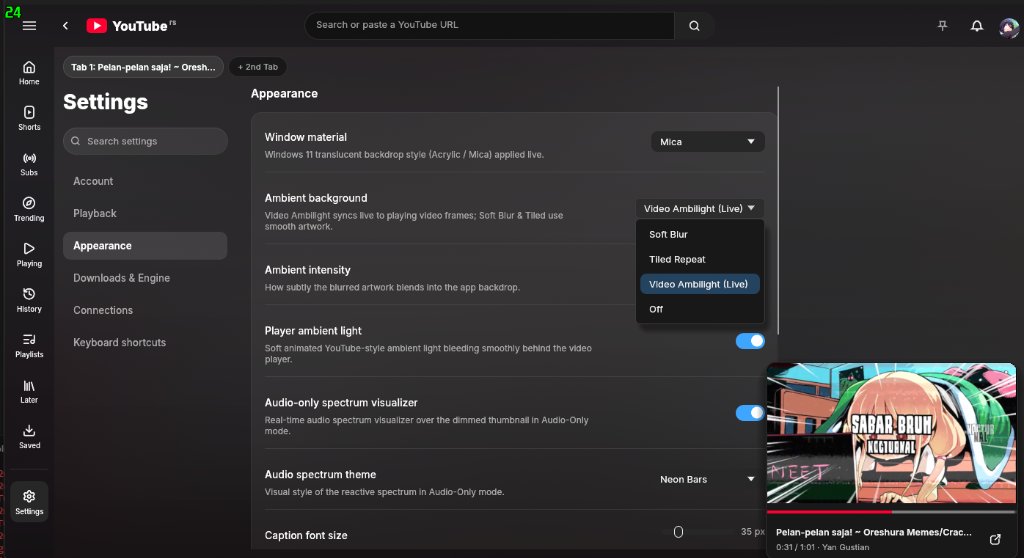 24
YouTube rs
Search or paste a YouTube URL
Tab 1: Pelan-pelan saja! ~ Oresh...
+ 2nd Tab
Home
Shorts
Subs
Trending
Playing
History
Playlists
Later
Saved
Settings
Settings
Search settings
Account
Playback
Appearance
Downloads & Engine
Connections
Keyboard shortcuts
Appearance
Window material
Windows 11 translucent backdrop style (Acrylic / Mica) applied live.
Mica
Ambient background
Video Ambilight syncs live to playing video frames; Soft Blur & Tiled use
smooth artwork.
Video Ambilight (Live)
Soft Blur
Tiled Repeat
Video Ambilight (Live)
Off
Ambient intensity
How subtly the blurred artwork blends into the app backdrop.
Player ambient light
Soft animated YouTube-style ambient light bleeding smoothly behind the video
player.
Audio-only spectrum visualizer
Real-time audio spectrum visualizer over the dimmed thumbnail in Audio-Only
mode.
Audio spectrum theme
Visual style of the reactive spectrum in Audio-Only mode.
Neon Bars
Caption font size
35 px
SABAR BRUH
NOCTURNAL
MEET
Pelan-pelan saja! ~ Oreshura Memes/Crac...
0:31 / 1:01 · Yan Gustian